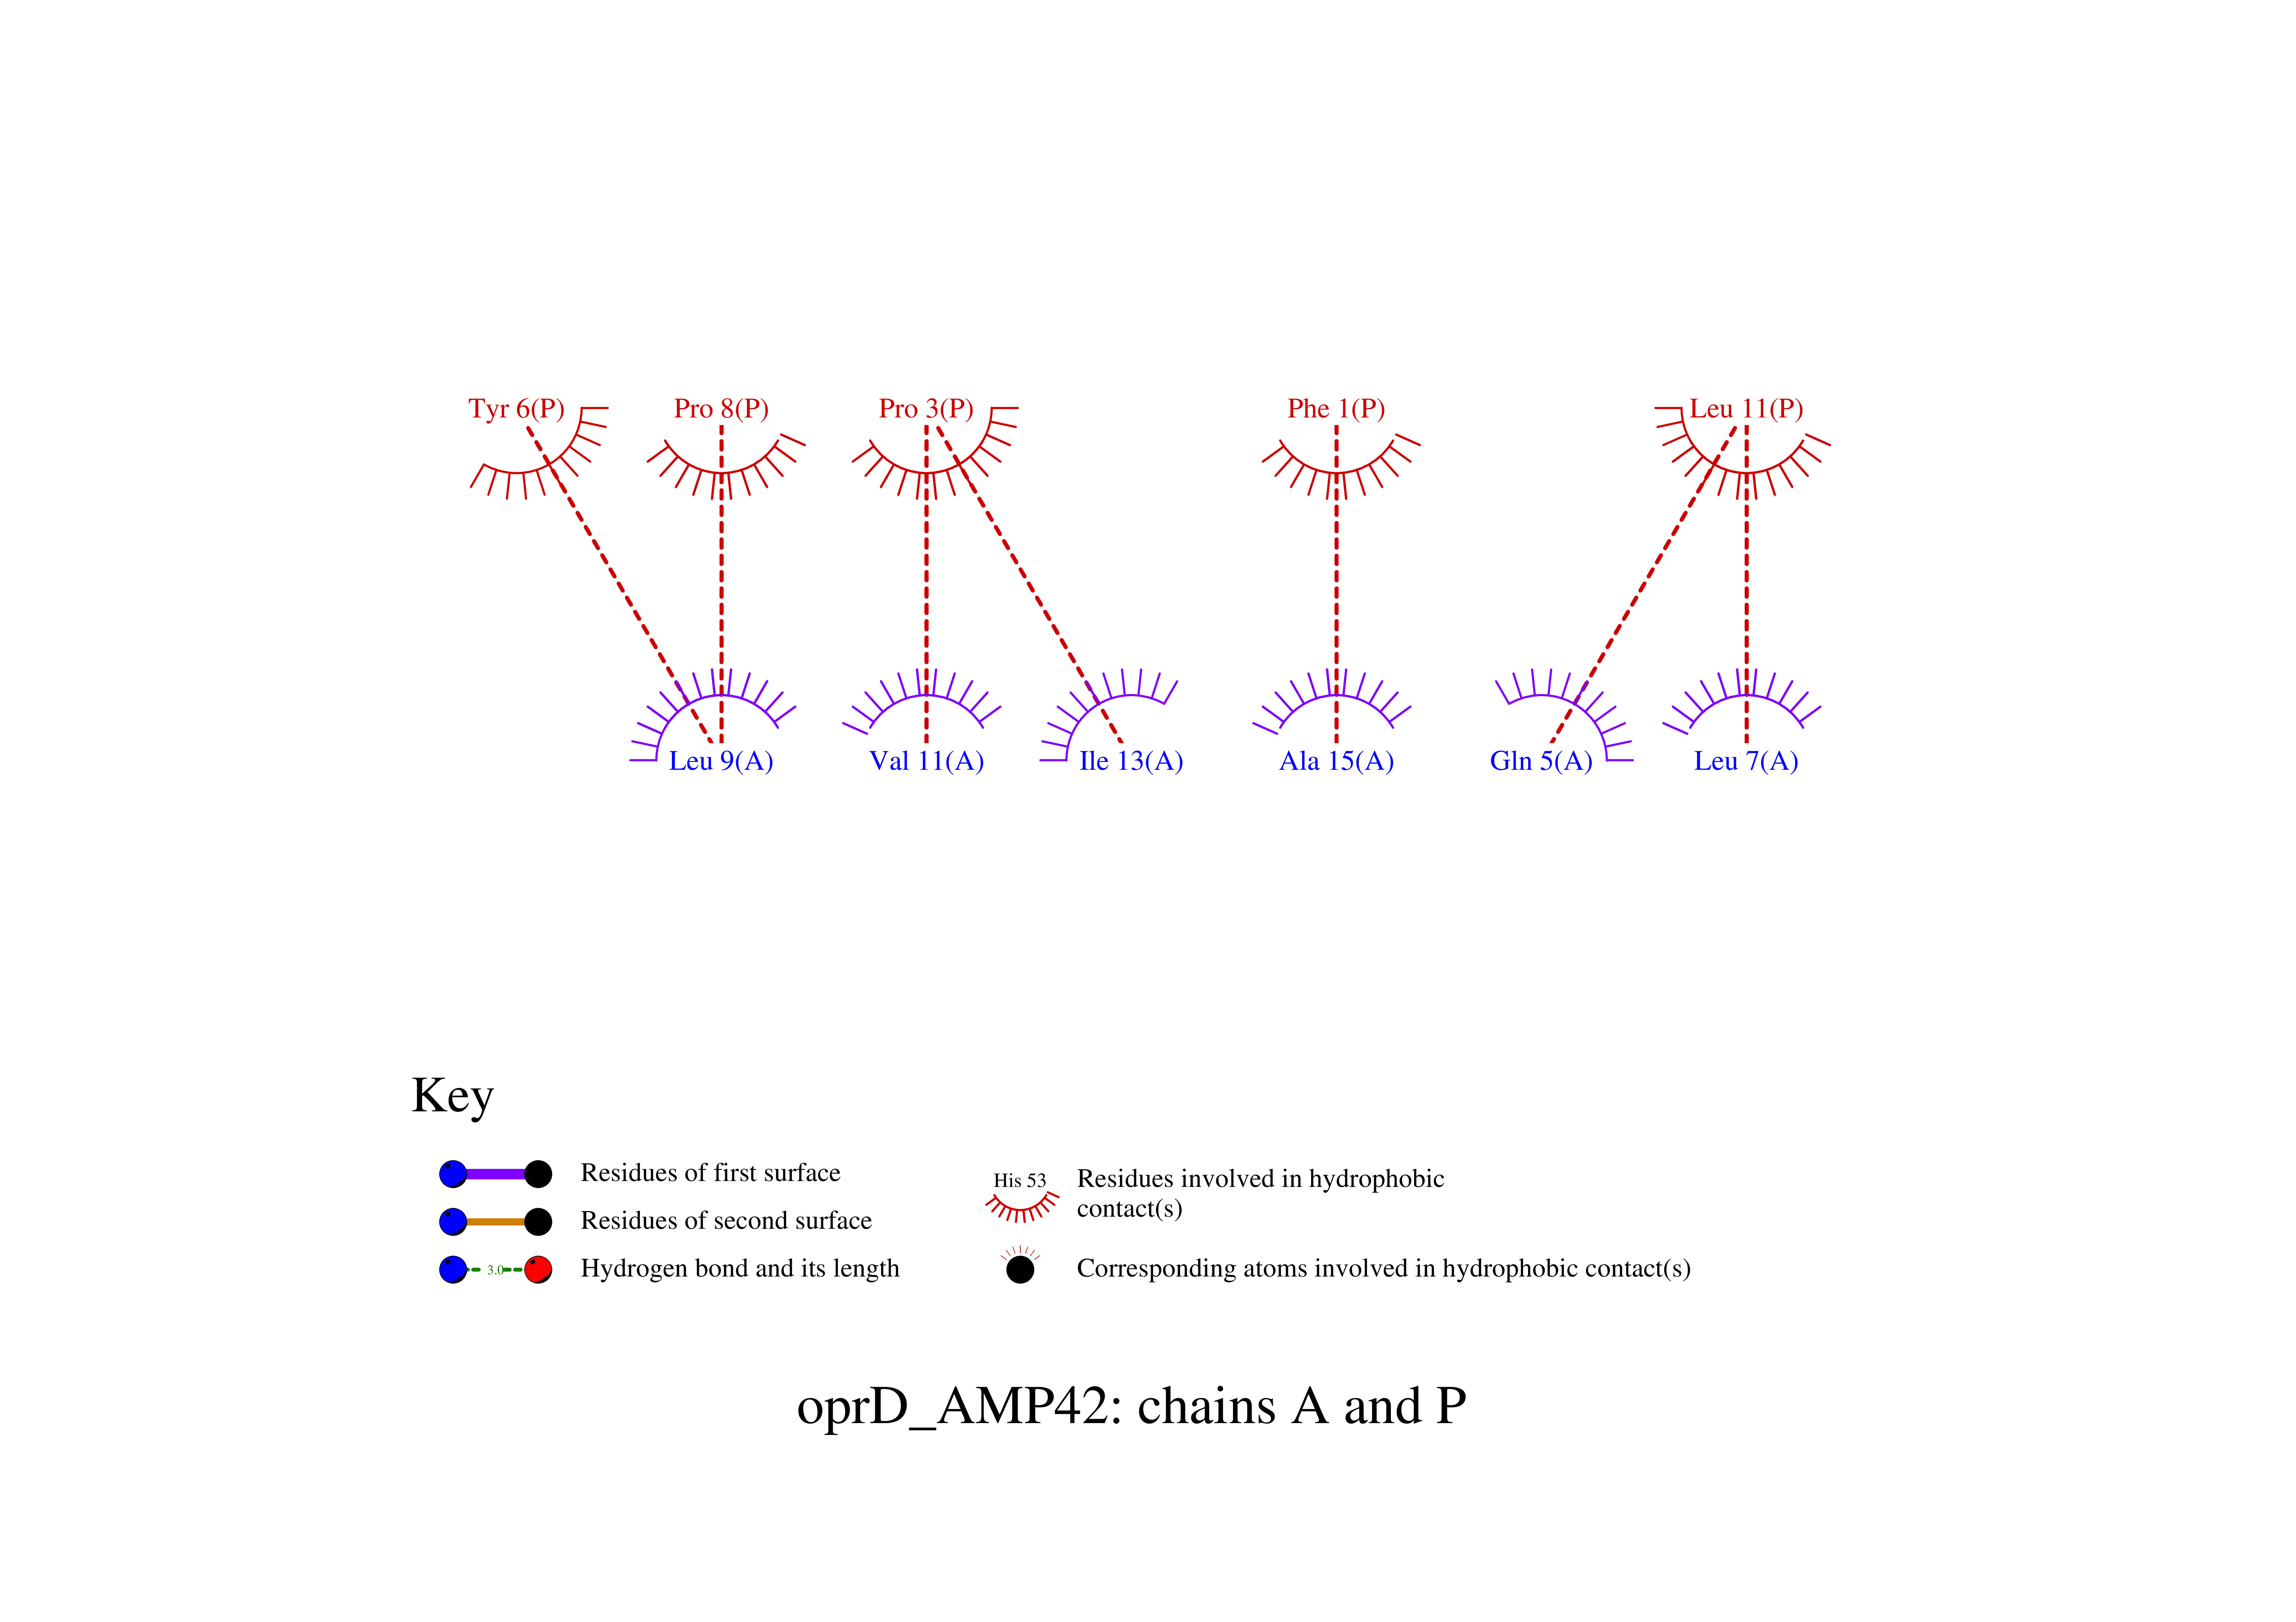 Tyr 6(P) Pro 8(P) Pro 3(P) Phe 1(P) Leu 11(P)
Leu 9(A) Val 11(A) Ile 13(A) Ala 15(A) Gln 5(A) Leu 7(A)
Key
Residues of first surface
Residues of second surface
3.0 Hydrogen bond and its length
His 53 Residues involved in hydrophobic
contact(s)
Corresponding atoms involved in hydrophobic contact(s)
oprD_AMP42: chains A and P